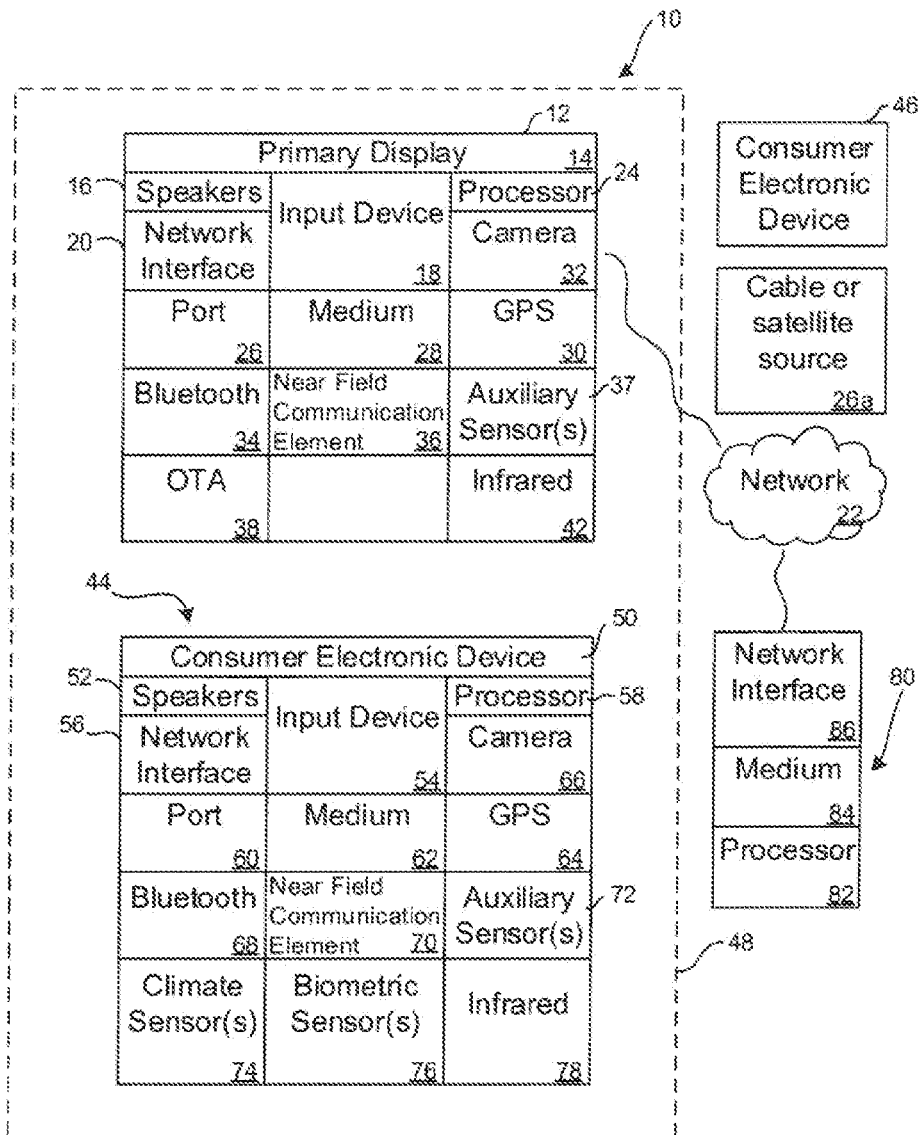 10
12
46
Primary Display 14
Consumer
Electronic
Device
16 Speakers Input Device Processor 24
20 Network
Interface 18 Camera 32
Cable or
satellite
source
26a
Port 26 Medium 28 GPS 30
Bluetooth 34 Near Field
Communication
Element 36 Auxiliary
Sensor(s) 37
Network
22
OTA 38 Infrared 42
44
50
Consumer Electronic Device
52 Speakers Input Device Processor 58
56 Network
Interface 54 Camera 66
Network
Interface
86
80
Port 60 Medium 62 GPS 64
Medium
84
Processor
82
Bluetooth 68 Near Field
Communication
Element 70 Auxiliary
Sensor(s) 72
48
Climate
Sensor(s) 74 Biometric
Sensor(s) 76 Infrared 78